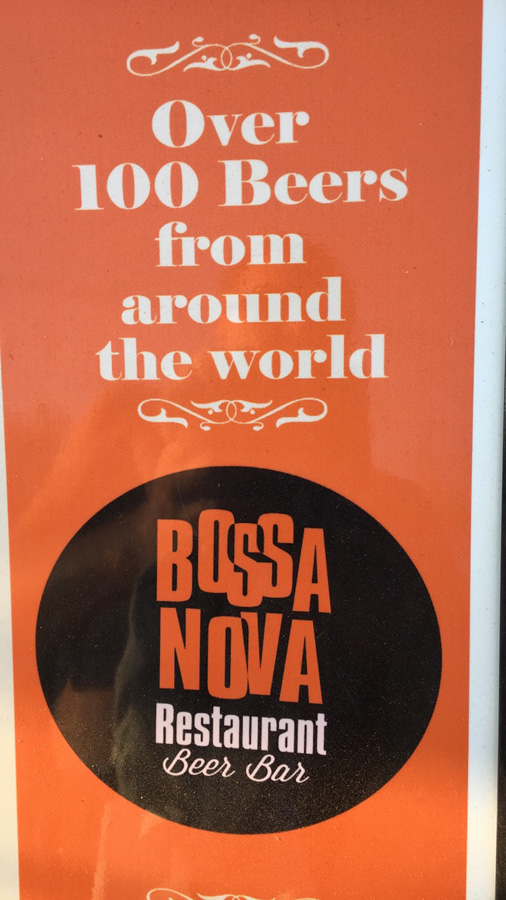 Over
100 Beers
from
around
the world
BOSSA
NOVA
Restaurant
Beer Bar